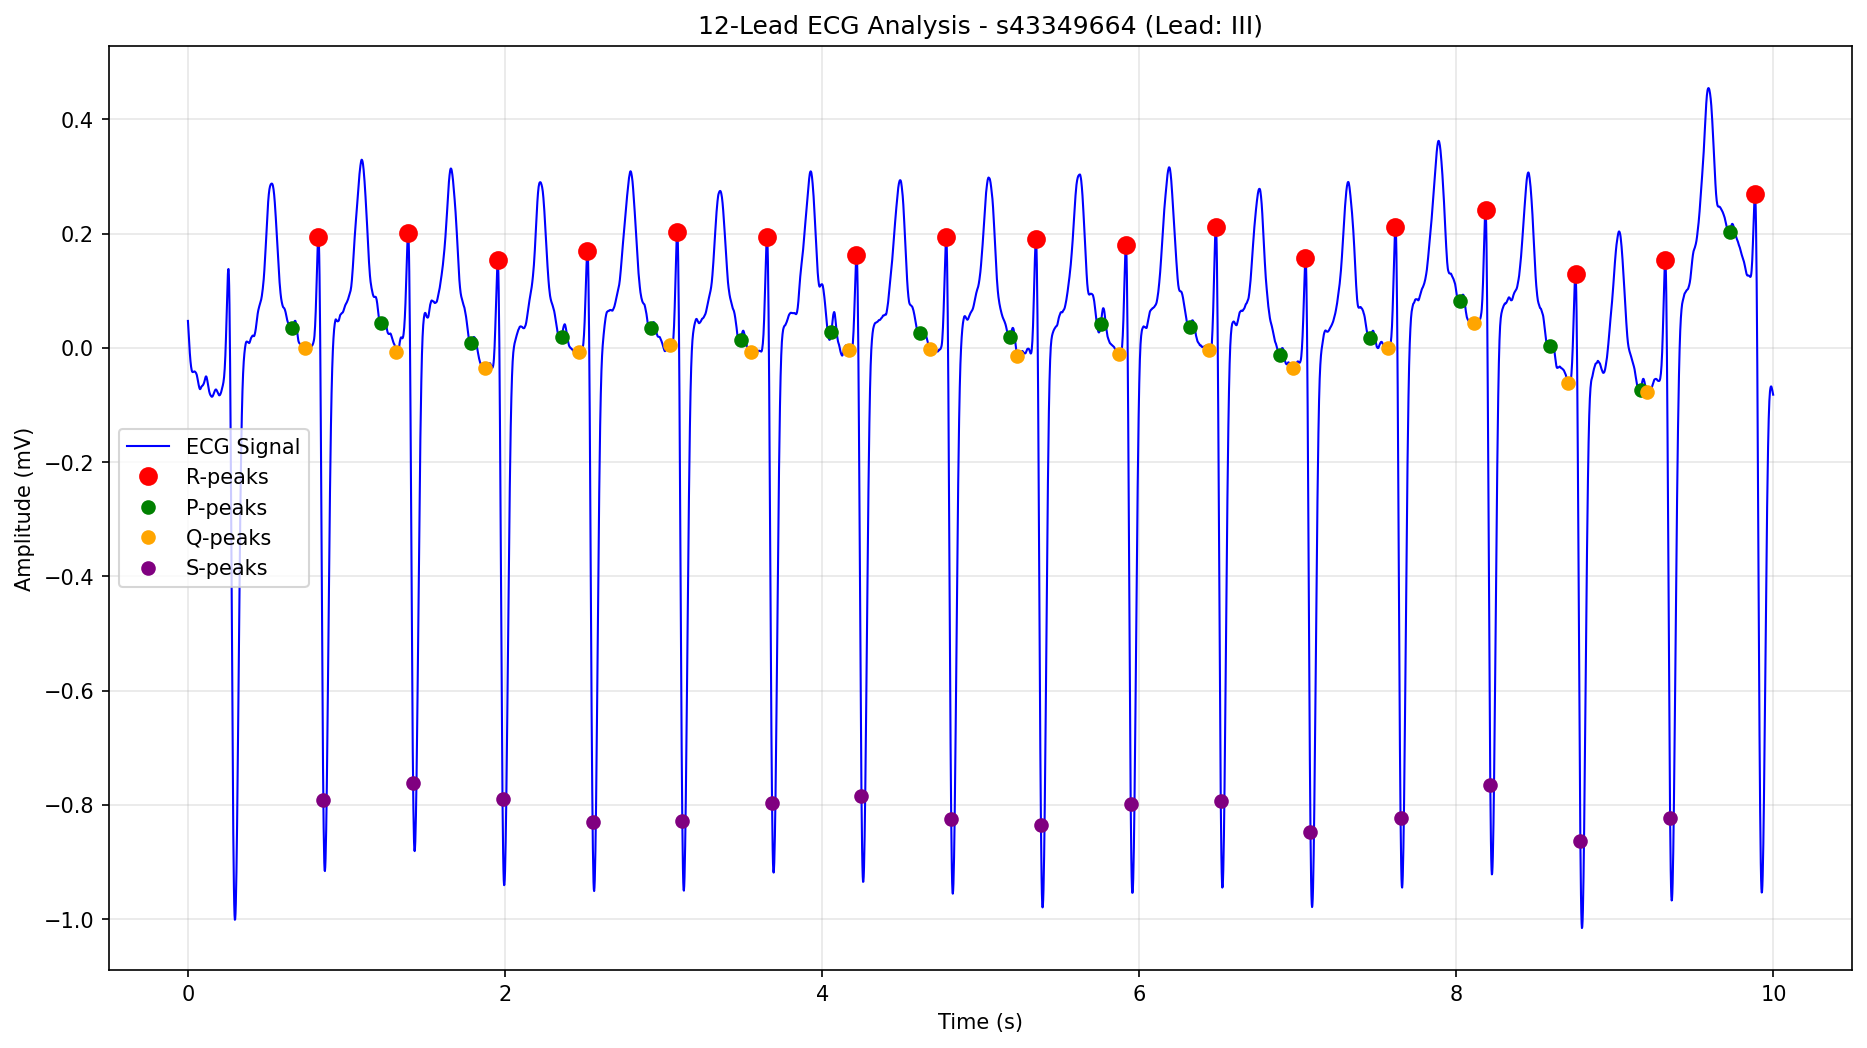 12-Lead ECG Analysis - s43349664 (Lead: III)
Amplitude (mV)
0.4
0.2
0.0
−0.2
−0.4
−0.6
−0.8
−1.0
ECG Signal
R-peaks
P-peaks
Q-peaks
S-peaks
0 2 4 6 8 10
Time (s)